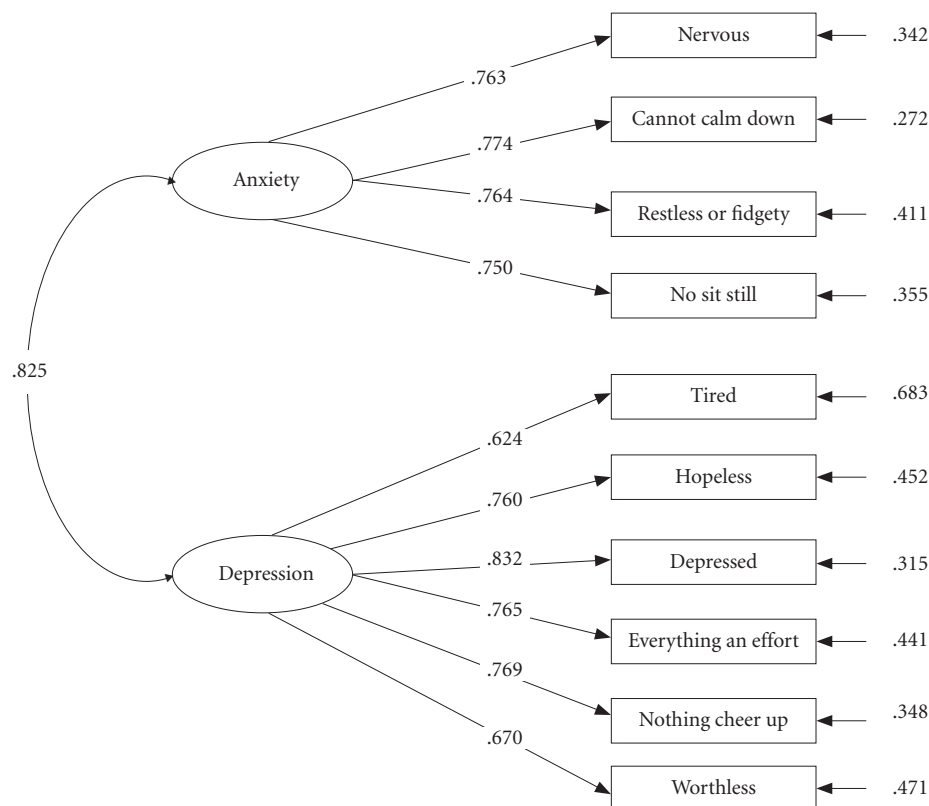 Nervous .342
.763
Cannot calm down .272
.774
Anxiety
.764
Restless or fidgety .411
.750
No sit still .355
.825
Tired .683
.624
Hopeless .452
.760
.832
Depressed .315
Depression
.765
Everything an effort .441
.769
Nothing cheer up .348
.670
Worthless .471